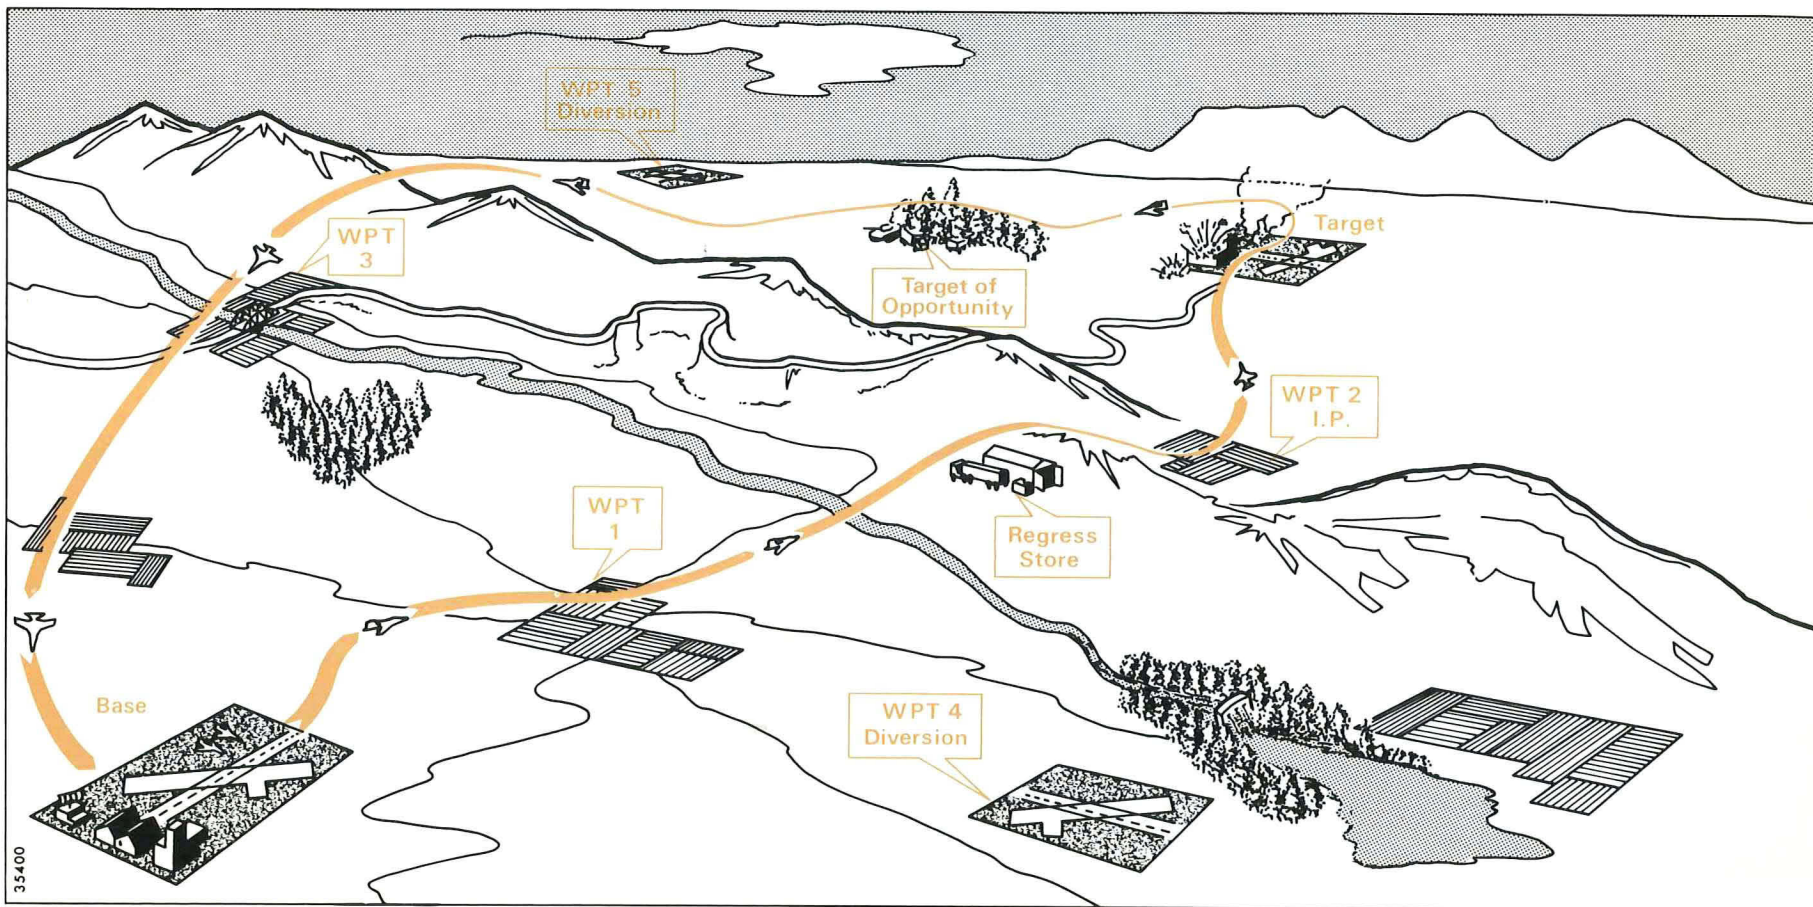 WPT 5
Diversion
WPT
3
Target
Target of
Opportunity
WPT 2
I.P.
WPT
1
Regress
Store
Base
WPT 4
Diversion
35400